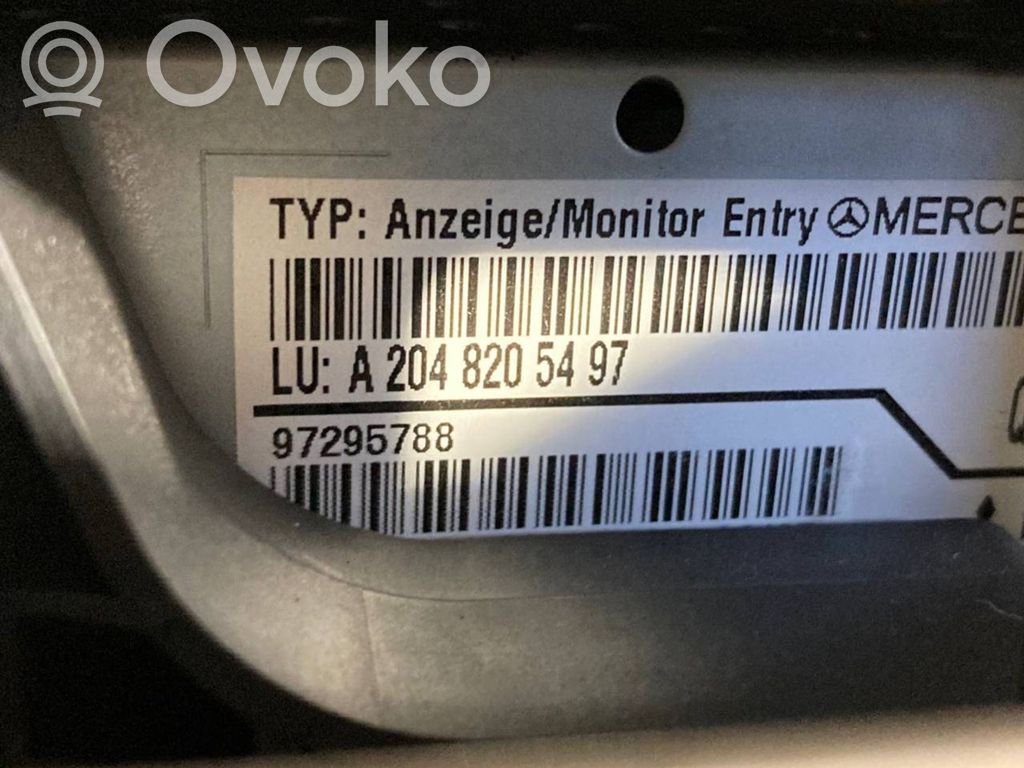 Ovoko
TYP: Anzeige/Monitor Entry MERCE
LU: A 204 820 54 97
97295788